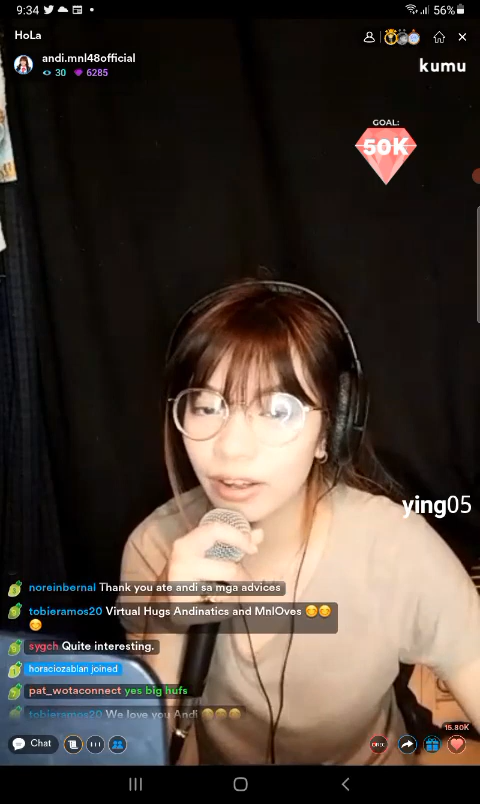 9:34
56%
HoLa
andi.mnl48official
30 6285
kumu
GOAL:
50K
ying05
noreinbernal Thank you ate andi sa mga advices
tobieramos20 Virtual Hugs Andinatics and MnlOves 😊😊
😊
sygch Quite interesting.
horaciozablan joined
pat_wotaconnect yes big hufs
tobieramos20 We love you Andi
15.80K
Chat